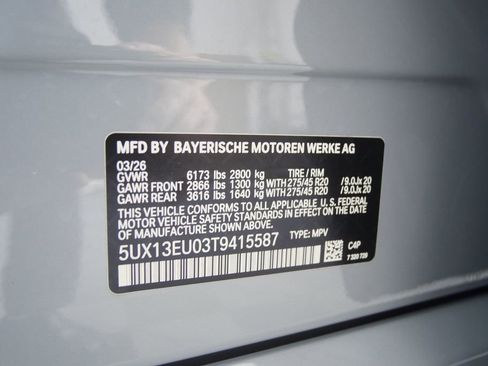 MFD BY BAYERISCHE MOTOREN WERKE AG
03/26
GVWR 6173 lbs 2800 kg TIRE / RIM
GAWR FRONT 2866 lbs 1300 kg WITH 275/45 R20 /9.0Jx 20
GAWR REAR 3616 lbs 1640 kg WITH 275/45 R20 /9.0Jx 20
THIS VEHICLE CONFORMS TO ALL APPLICABLE U. S. FEDERAL
MOTOR VEHICLE SAFETY STANDARDS IN EFFECT ON THE
DATE OF MANUFACTURE SHOWN ABOVE.
5UX13EU03T9415587 TYPE: MPV
C4P